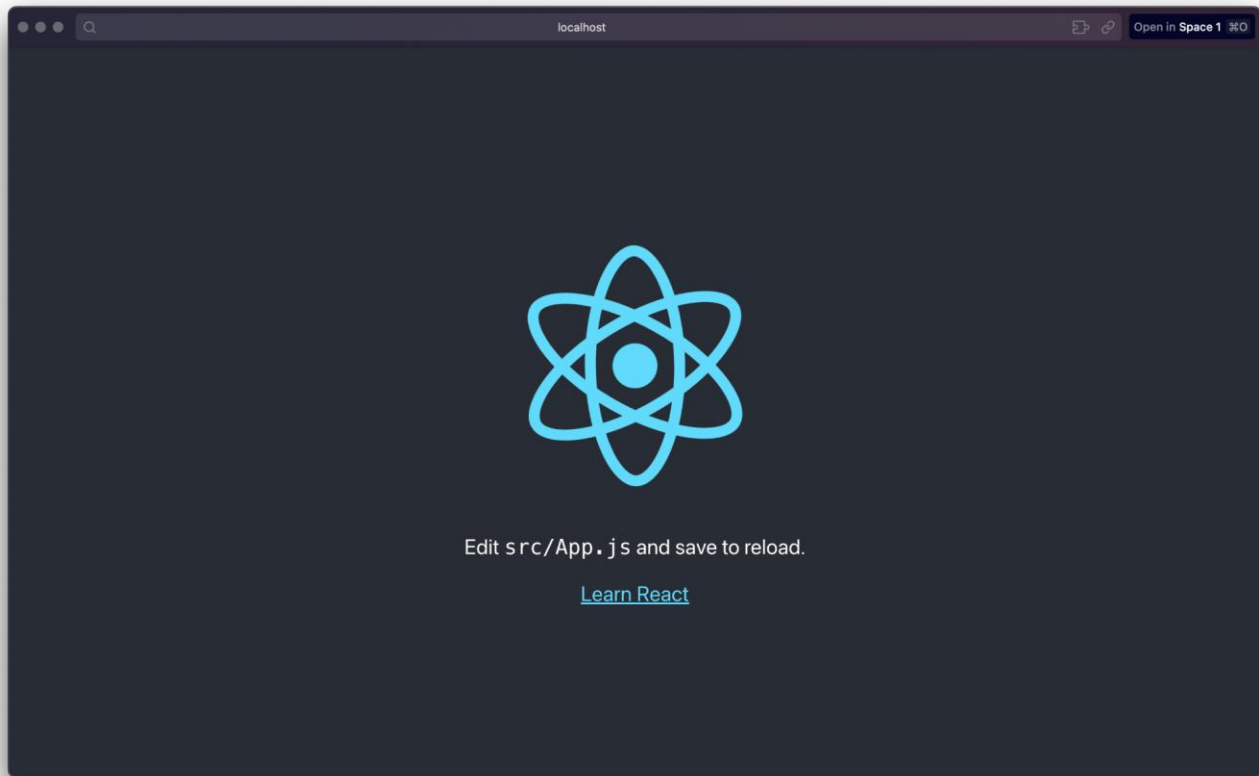 localhost
Open in Space 1 ⌘O
Edit src/App.js and save to reload.
Learn React